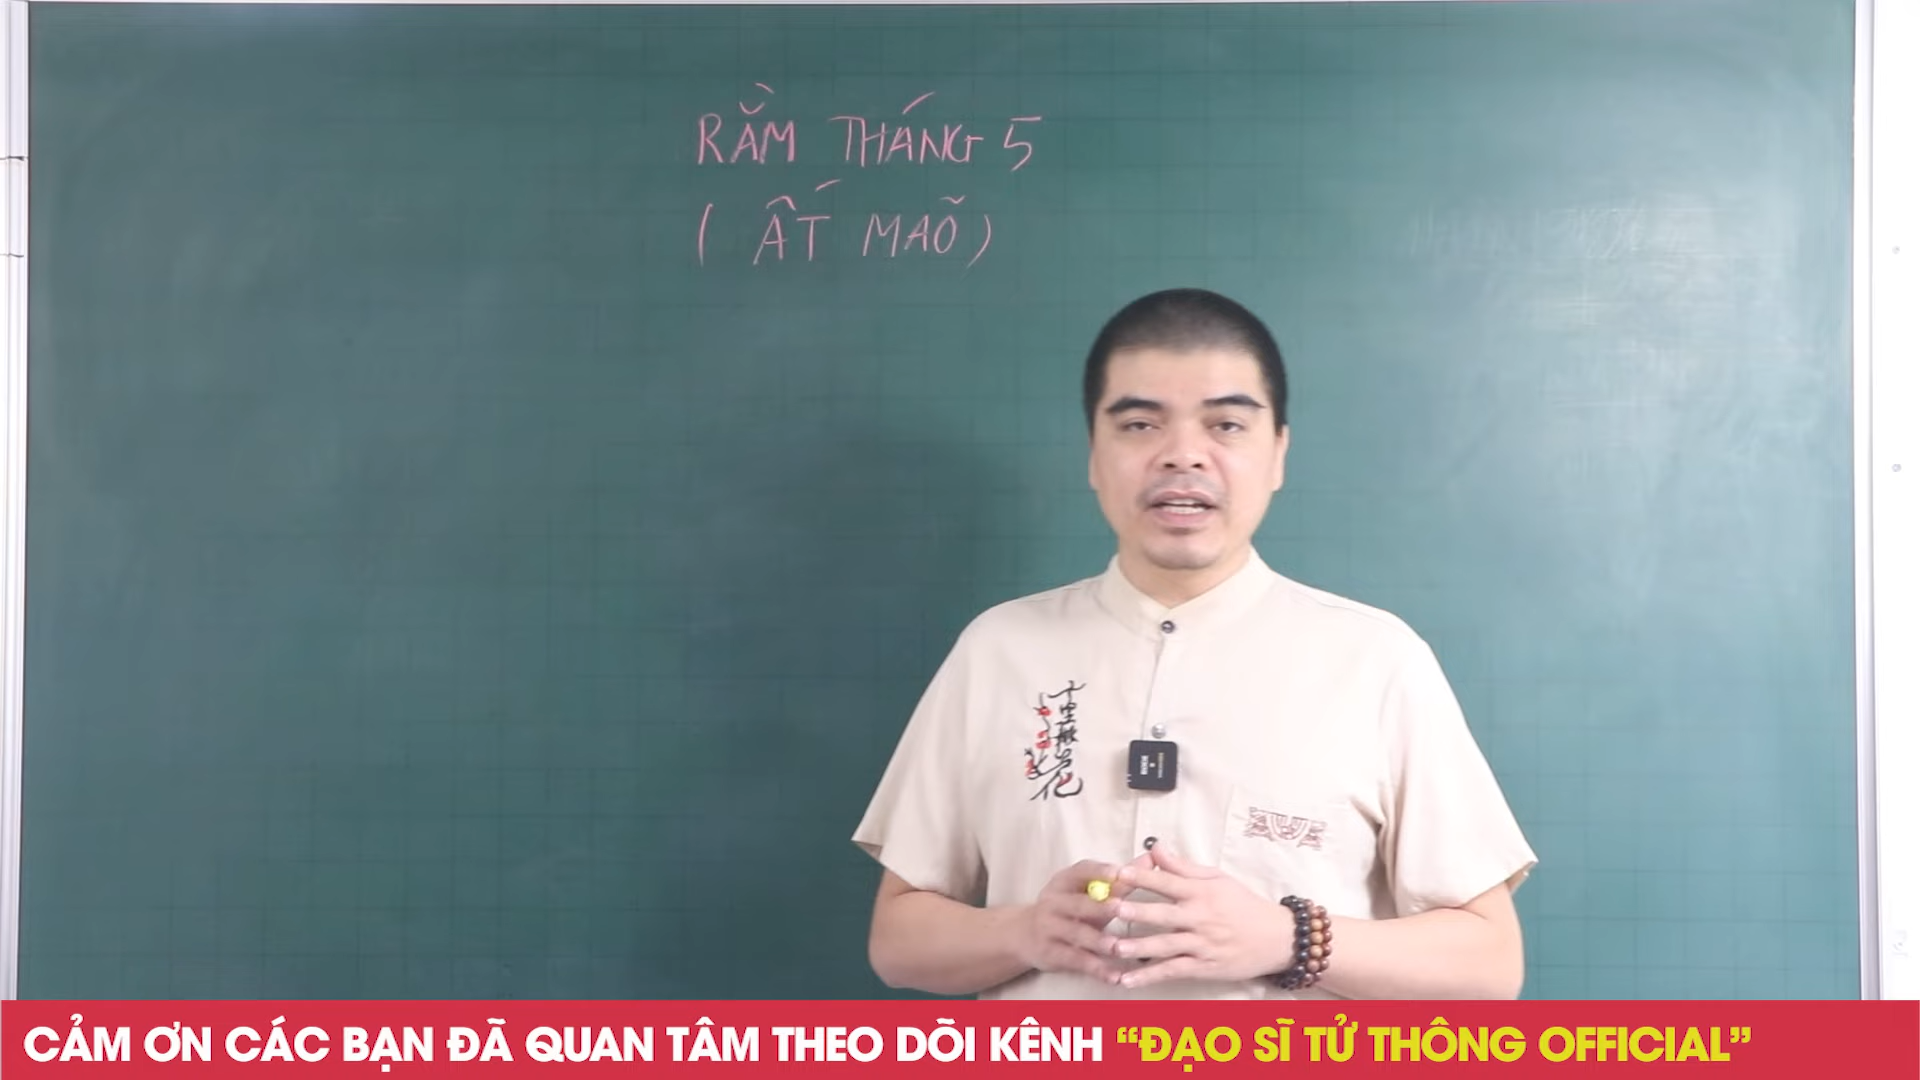 RẰM THÁNG 5
( ẤT MAÕ )
CẢM ƠN CÁC BẠN ĐÃ QUAN TÂM THEO DÕI KÊNH “ĐẠO SĨ TỬ THÔNG OFFICIAL”